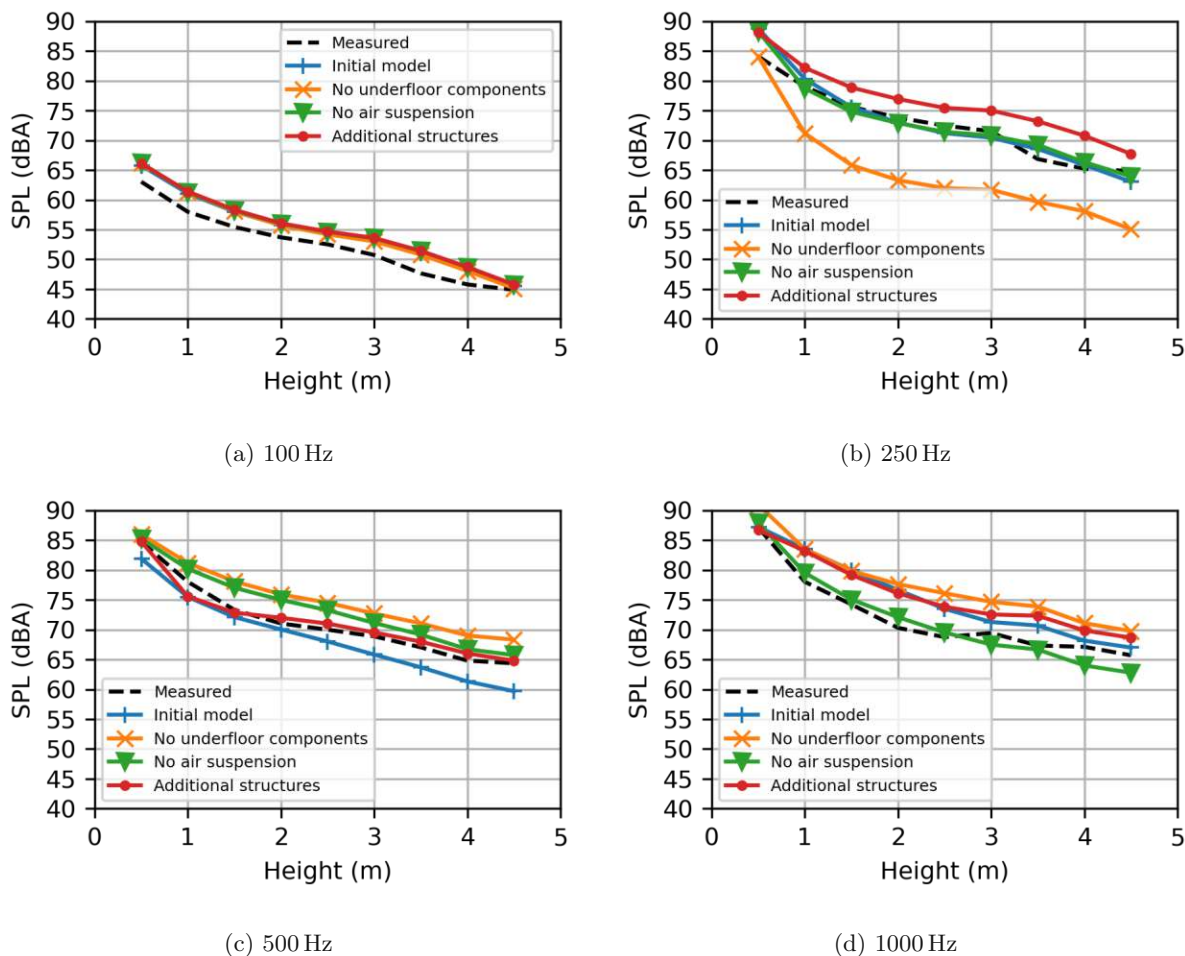 90
85
80
75
70
65
60
55
50
45
40
SPL (dBA)
Measured
Initial model
No underfloor components
No air suspension
Additional structures
0 1 2 3 4 5
Height (m)
(a) 100 Hz
90
85
80
75
70
65
60
55
50
45
40
SPL (dBA)
Measured
Initial model
No underfloor components
No air suspension
Additional structures
0 1 2 3 4 5
Height (m)
(b) 250 Hz
90
85
80
75
70
65
60
55
50
45
40
SPL (dBA)
Measured
Initial model
No underfloor components
No air suspension
Additional structures
0 1 2 3 4 5
Height (m)
(c) 500 Hz
90
85
80
75
70
65
60
55
50
45
40
SPL (dBA)
Measured
Initial model
No underfloor components
No air suspension
Additional structures
0 1 2 3 4 5
Height (m)
(d) 1000 Hz